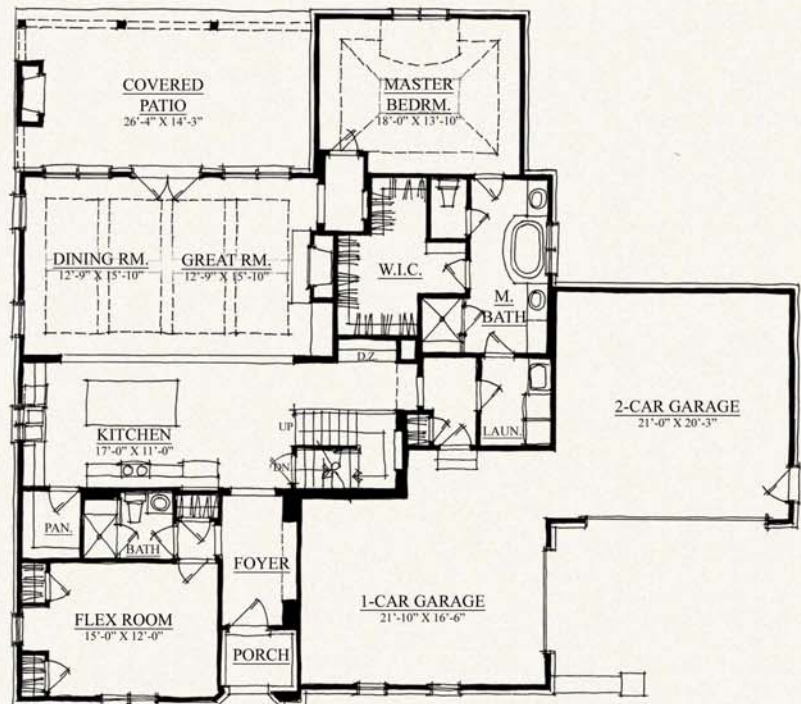 COVERED
PATIO
26'-4" X 14'-3"
MASTER
BEDRM.
18'-0" X 13'-10"
DINING RM.
12'-9" X 15'-10"
GREAT RM.
12'-9" X 15'-10"
W.I.C.
M.
BATH
D.Z.
2-CAR GARAGE
21'-0" X 20'-3"
UP
LAUN.
KITCHEN
17'-0" X 11'-0"
DN.
PAN.
BATH
FOYER
1-CAR GARAGE
21'-10" X 16'-6"
FLEX ROOM
15'-0" X 12'-0"
PORCH